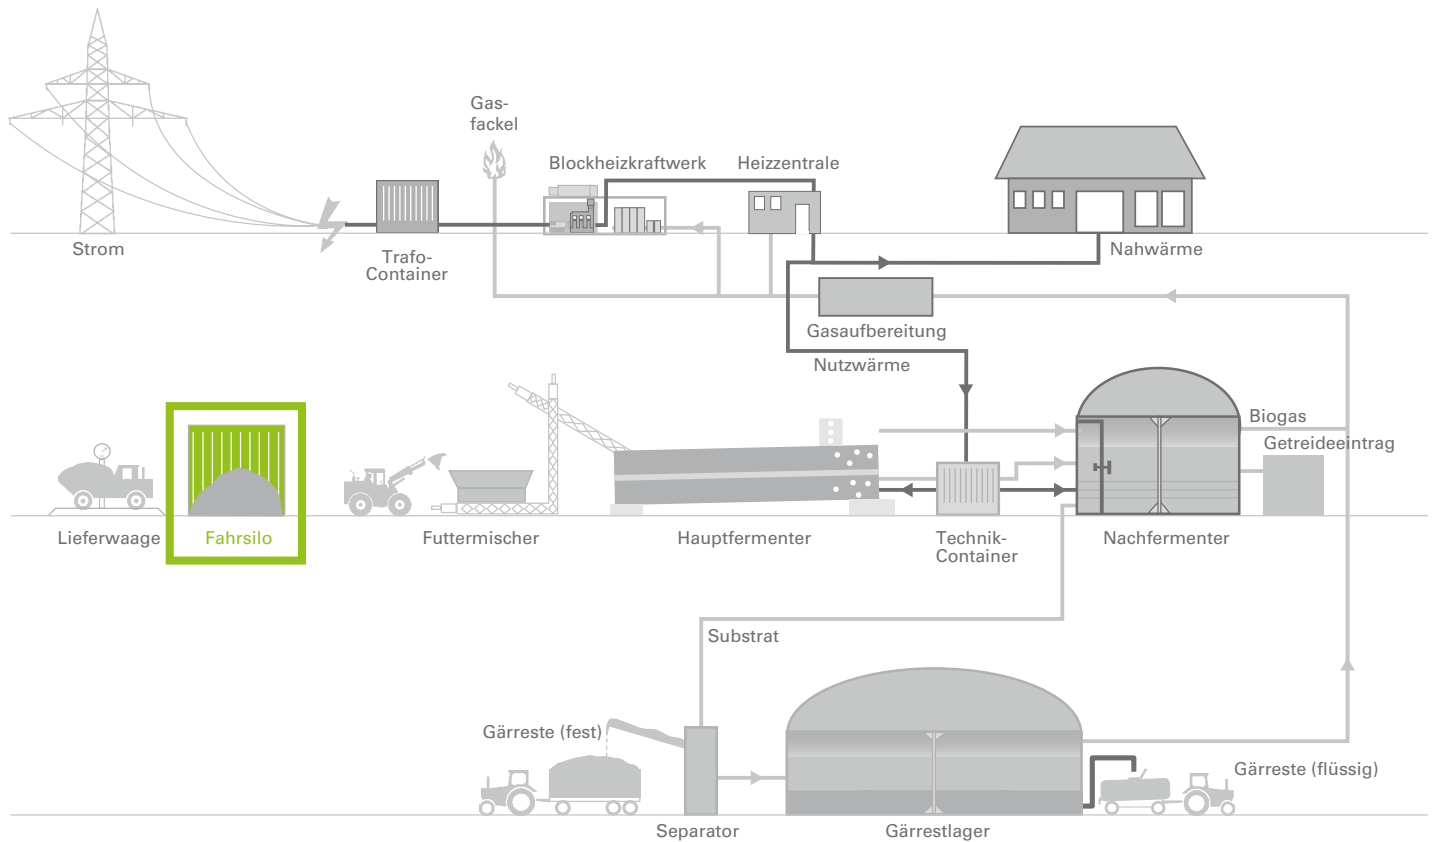 Gas-
fackel
Blockheizkraftwerk
Heizzentrale
Strom
Trafo-
Container
Nahwärme
Gasaufbereitung
Nutzwärme
Biogas
Getreideeintrag
Lieferwaage
Fahrsilo
Futtermischer
Hauptfermenter
Technik-
Container
Nachfermenter
Substrat
Gärreste (fest)
Gärreste (flüssig)
Separator
Gärrestlager